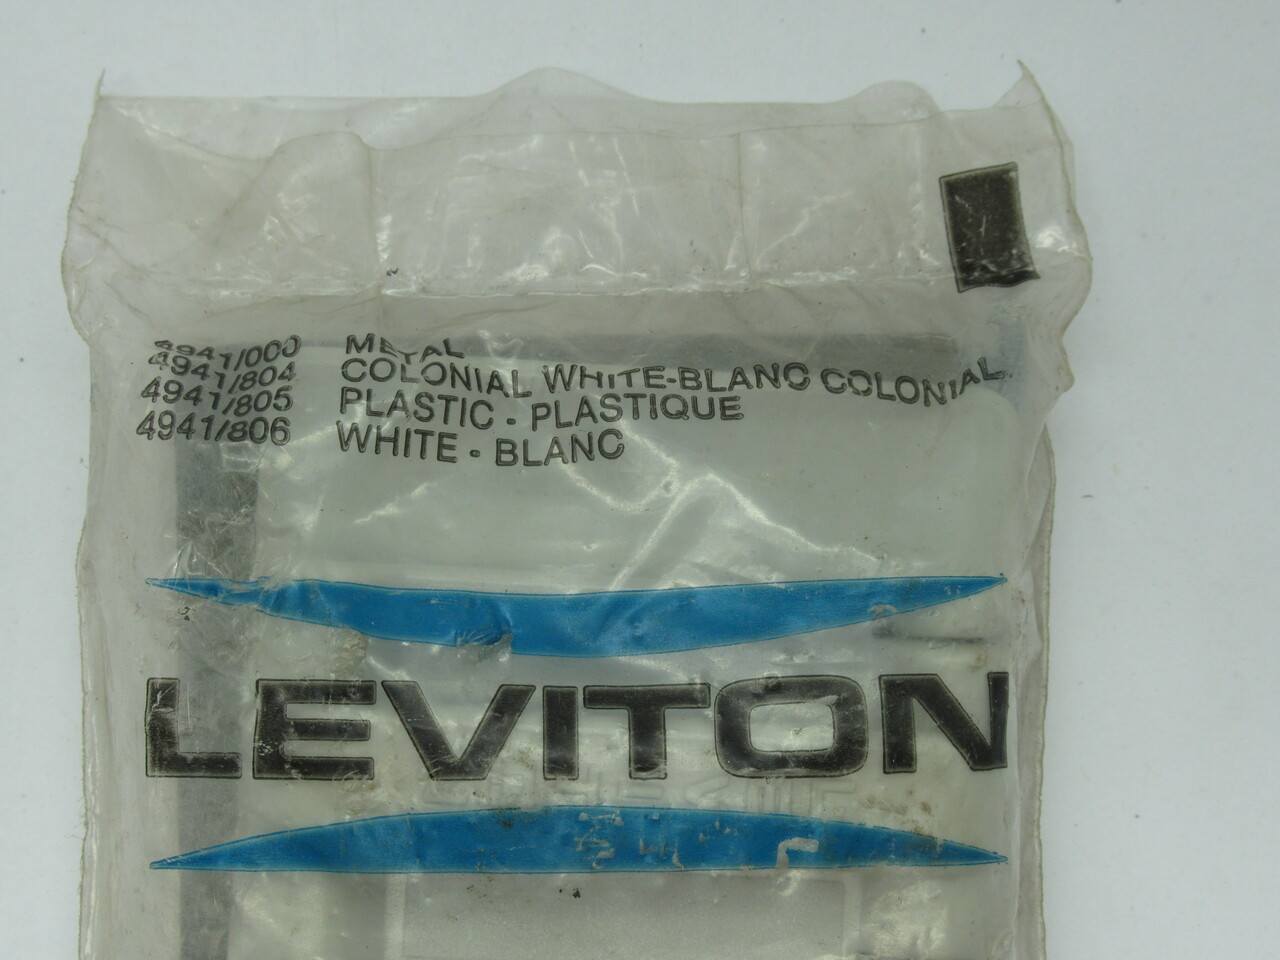 4941/000 METAL
4941/804 COLONIAL WHITE-BLANC COLONIAL
4941/805 PLASTIC - PLASTIQUE
4941/806 WHITE - BLANC
LEVITON